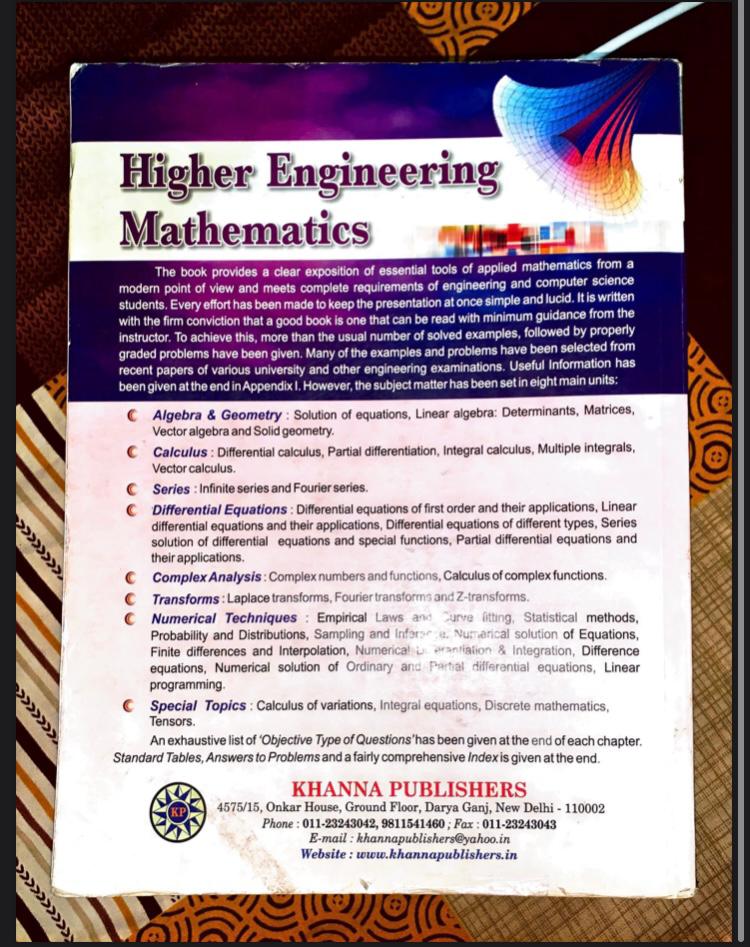 Higher Engineering
Mathematics
The book provides a clear exposition of essential tools of applied mathematics from a
modern point of view and meets complete requirements of engineering and computer science
students. Every effort has been made to keep the presentation at once simple and lucid. It is written
with the firm conviction that a good book is one that can be read with minimum guidance from the
instructor. To achieve this, more than the usual number of solved examples, followed by properly
graded problems have been given. Many of the examples and problems have been selected from
recent papers of various university and other engineering examinations. Useful Information has
been given at the end in Appendix I. However, the subject matter has been set in eight main units:
Algebra & Geometry : Solution of equations, Linear algebra: Determinants, Matrices,
Vector algebra and Solid geometry.
Calculus : Differential calculus, Partial differentiation, Integral calculus, Multiple integrals,
Vector calculus.
Series : Infinite series and Fourier series.
Differential Equations : Differential equations of first order and their applications, Linear
differential equations and their applications, Differential equations of different types, Series
solution of differential equations and special functions, Partial differential equations and
their applications.
Complex Analysis : Complex numbers and functions, Calculus of complex functions.
Transforms : Laplace transforms, Fourier transforms and Z-transforms.
Numerical Techniques : Empirical Laws and Curve fitting, Statistical methods,
Probability and Distributions, Sampling and Numerical solution of Equations,
Finite differences and Interpolation, Numerical & Integration, Difference
equations, Numerical solution of Ordinary and Partial differential equations, Linear
programming.
Special Topics : Calculus of variations, Integral equations, Discrete mathematics,
Tensors.
An exhaustive list of 'Objective Type of Questions' has been given at the end of each chapter.
Standard Tables, Answers to Problems and a fairly comprehensive Index is given at the end.
KP
KHANNA PUBLISHERS
4575/15, Onkar House, Ground Floor, Darya Ganj, New Delhi - 110002
Phone : 011-23243042, 9811541460 ; Fax : 011-23243043
E-mail : khannapublishers@yahoo.in
Website : www.khannapublishers.in